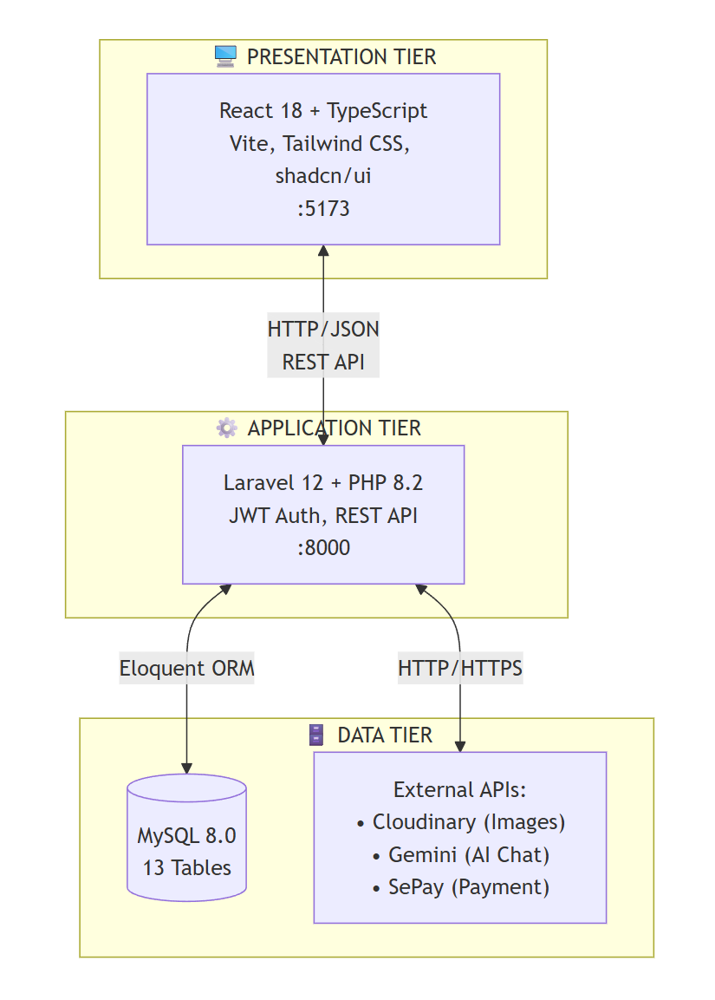 PRESENTATION TIER
React 18 + TypeScript
Vite, Tailwind CSS,
shadcn/ui
:5173
HTTP/JSON
REST API
APPLICATION TIER
Laravel 12 + PHP 8.2
JWT Auth, REST API
:8000
Eloquent ORM
HTTP/HTTPS
DATA TIER
MySQL 8.0
13 Tables
External APIs:
• Cloudinary (Images)
• Gemini (AI Chat)
• SePay (Payment)